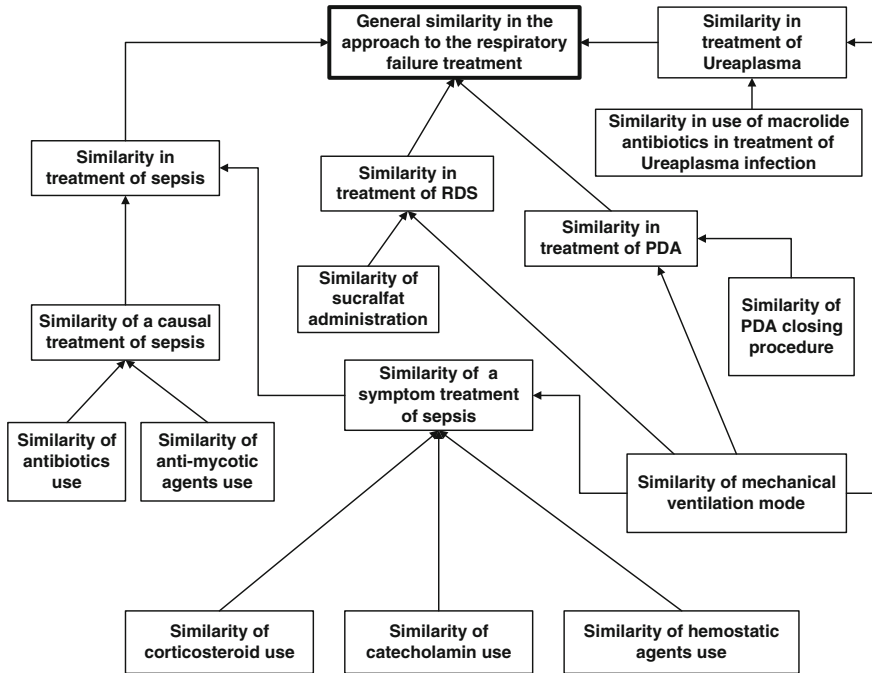 General similarity in the
approach to the respiratory
failure treatment
Similarity in
treatment of
Ureaplasma
Similarity in use of macrolide
antibiotics in treatment of
Ureaplasma infection
Similarity in
treatment of sepsis
Similarity in
treatment of RDS
Similarity in
treatment of PDA
Similarity of
sucralfat
administration
Similarity of
PDA closing
procedure
Similarity of a causal
treatment of sepsis
Similarity of a
symptom treatment
of sepsis
Similarity of
antibiotics
use
Similarity of
anti-mycotic
agents use
Similarity of mechanical
ventilation mode
Similarity of
corticosteroid use
Similarity of
catecholamin use
Similarity of hemostatic
agents use